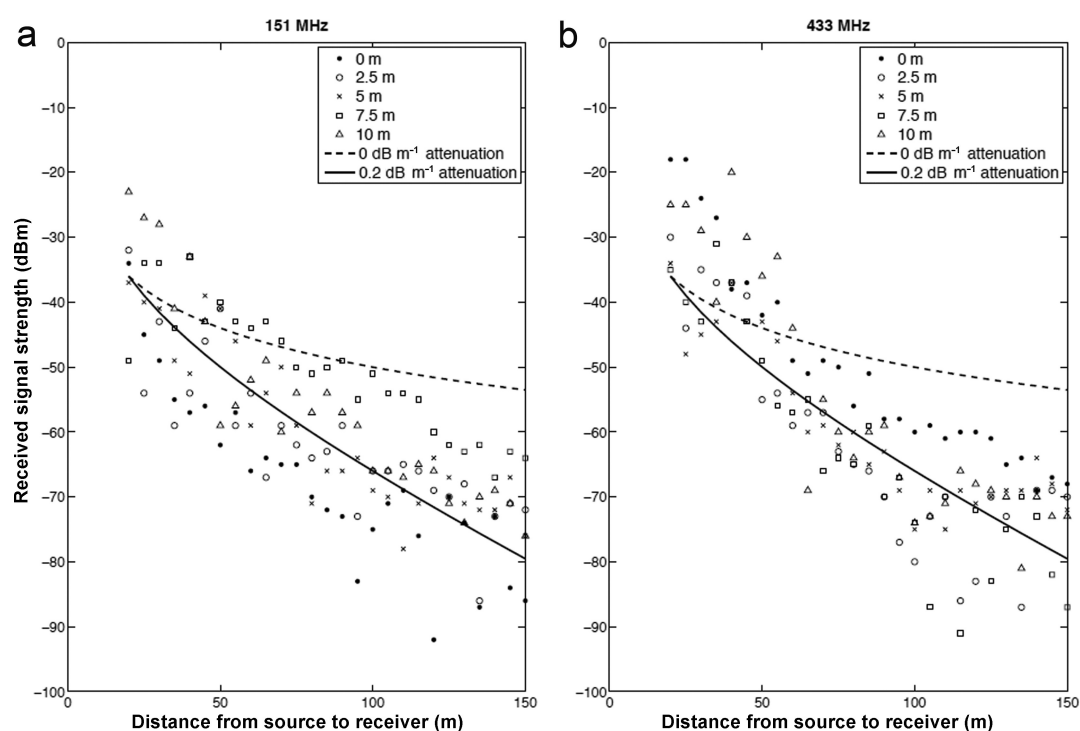 a
151 MHz
0
−10
−20
−30
−40
−50
−60
−70
−80
−90
−100
0
50
100
150
0 m
2.5 m
5 m
7.5 m
10 m
0 dB m⁻¹ attenuation
0.2 dB m⁻¹ attenuation
Received signal strength (dBm)
Distance from source to receiver (m)
b
433 MHz
0
−10
−20
−30
−40
−50
−60
−70
−80
−90
−100
0
50
100
150
0 m
2.5 m
5 m
7.5 m
10 m
0 dB m⁻¹ attenuation
0.2 dB m⁻¹ attenuation
Distance from source to receiver (m)